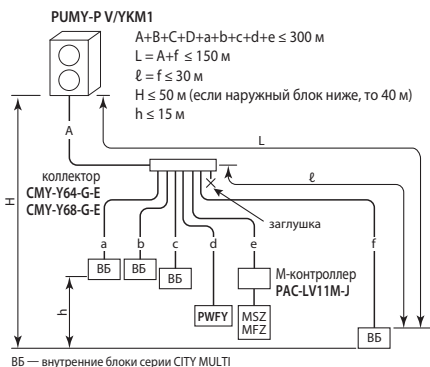 PUMY-P V/YKM1
A+B+C+D+a+b+c+d+e ≤ 300 м
L = A+f ≤ 150 м
ℓ = f ≤ 30 м
H ≤ 50 м (если наружный блок ниже, то 40 м)
h ≤ 15 м
A
L
H
коллектор
CMY-Y64-G-E
CMY-Y68-G-E
ℓ
заглушка
a
b
c
d
e
f
ВБ
ВБ
ВБ
М-контроллер
PAC-LV11M-J
h
PWFY
MSZ
MFZ
ВБ
ВБ — внутренние блоки серии CITY MULTI